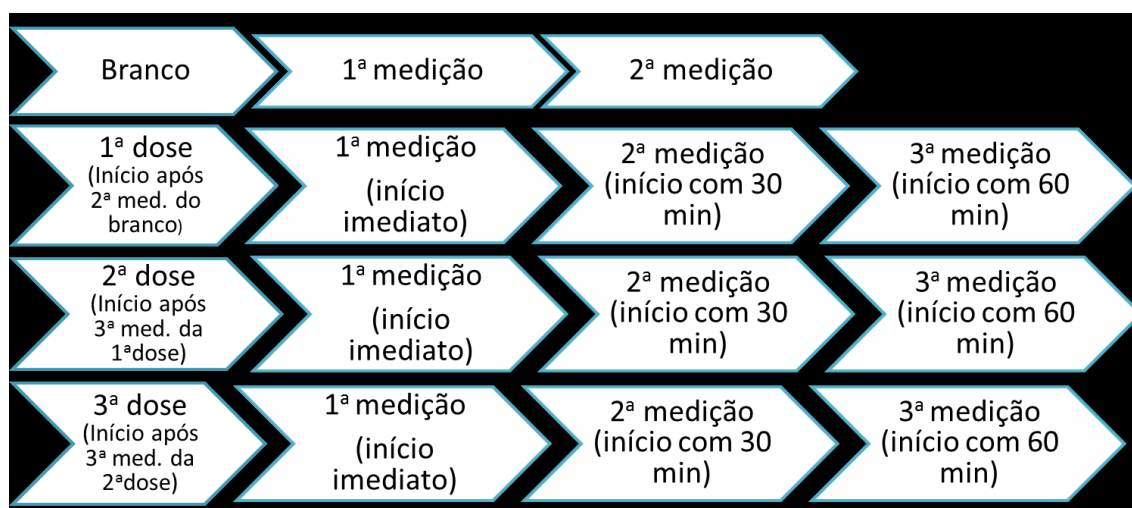 Branco
1ª medição
2ª medição
1ª dose
(Início após
2ª med. do
branco)
1ª medição
(início
imediato)
2ª medição
(início com 30
min)
3ª medição
(início com 60
min)
2ª dose
(Início após
3ª med. da
1ªdose)
1ª medição
(início
imediato)
2ª medição
(início com 30
min)
3ª medição
(início com 60
min)
3ª dose
(Início após
3ª med. da
2ªdose)
1ª medição
(início
imediato)
2ª medição
(início com 30
min)
3ª medição
(início com 60
min)